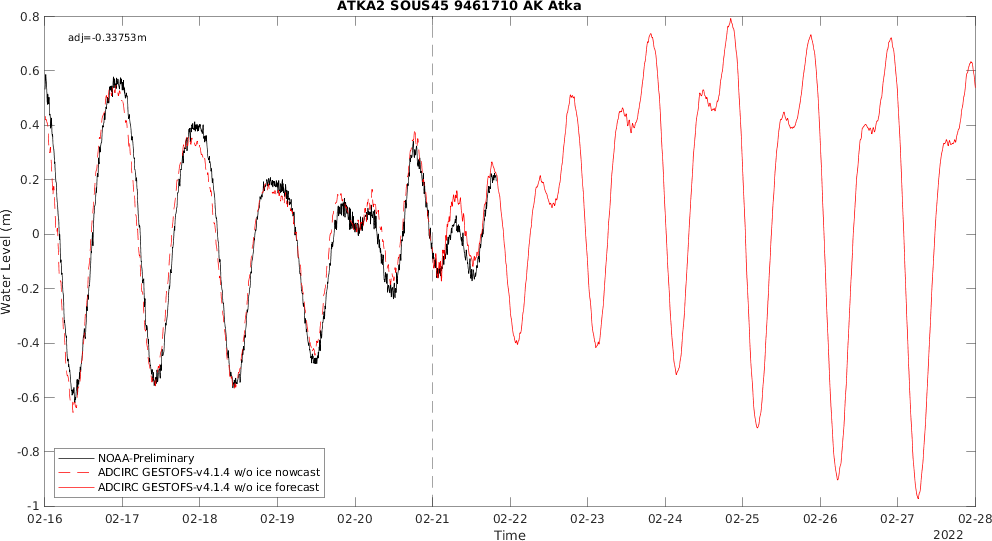 ATKA2 SOUS45 9461710 AK Atka
adj=-0.33753m
0.8
0.6
0.4
0.2
0
-0.2
-0.4
-0.6
-0.8
-1
Water Level (m)
NOAA-Preliminary
ADCIRC GESTOFS-v4.1.4 w/o ice nowcast
ADCIRC GESTOFS-v4.1.4 w/o ice forecast
02-16 02-17 02-18 02-19 02-20 02-21 02-22 02-23 02-24 02-25 02-26 02-27 02-28
Time
2022